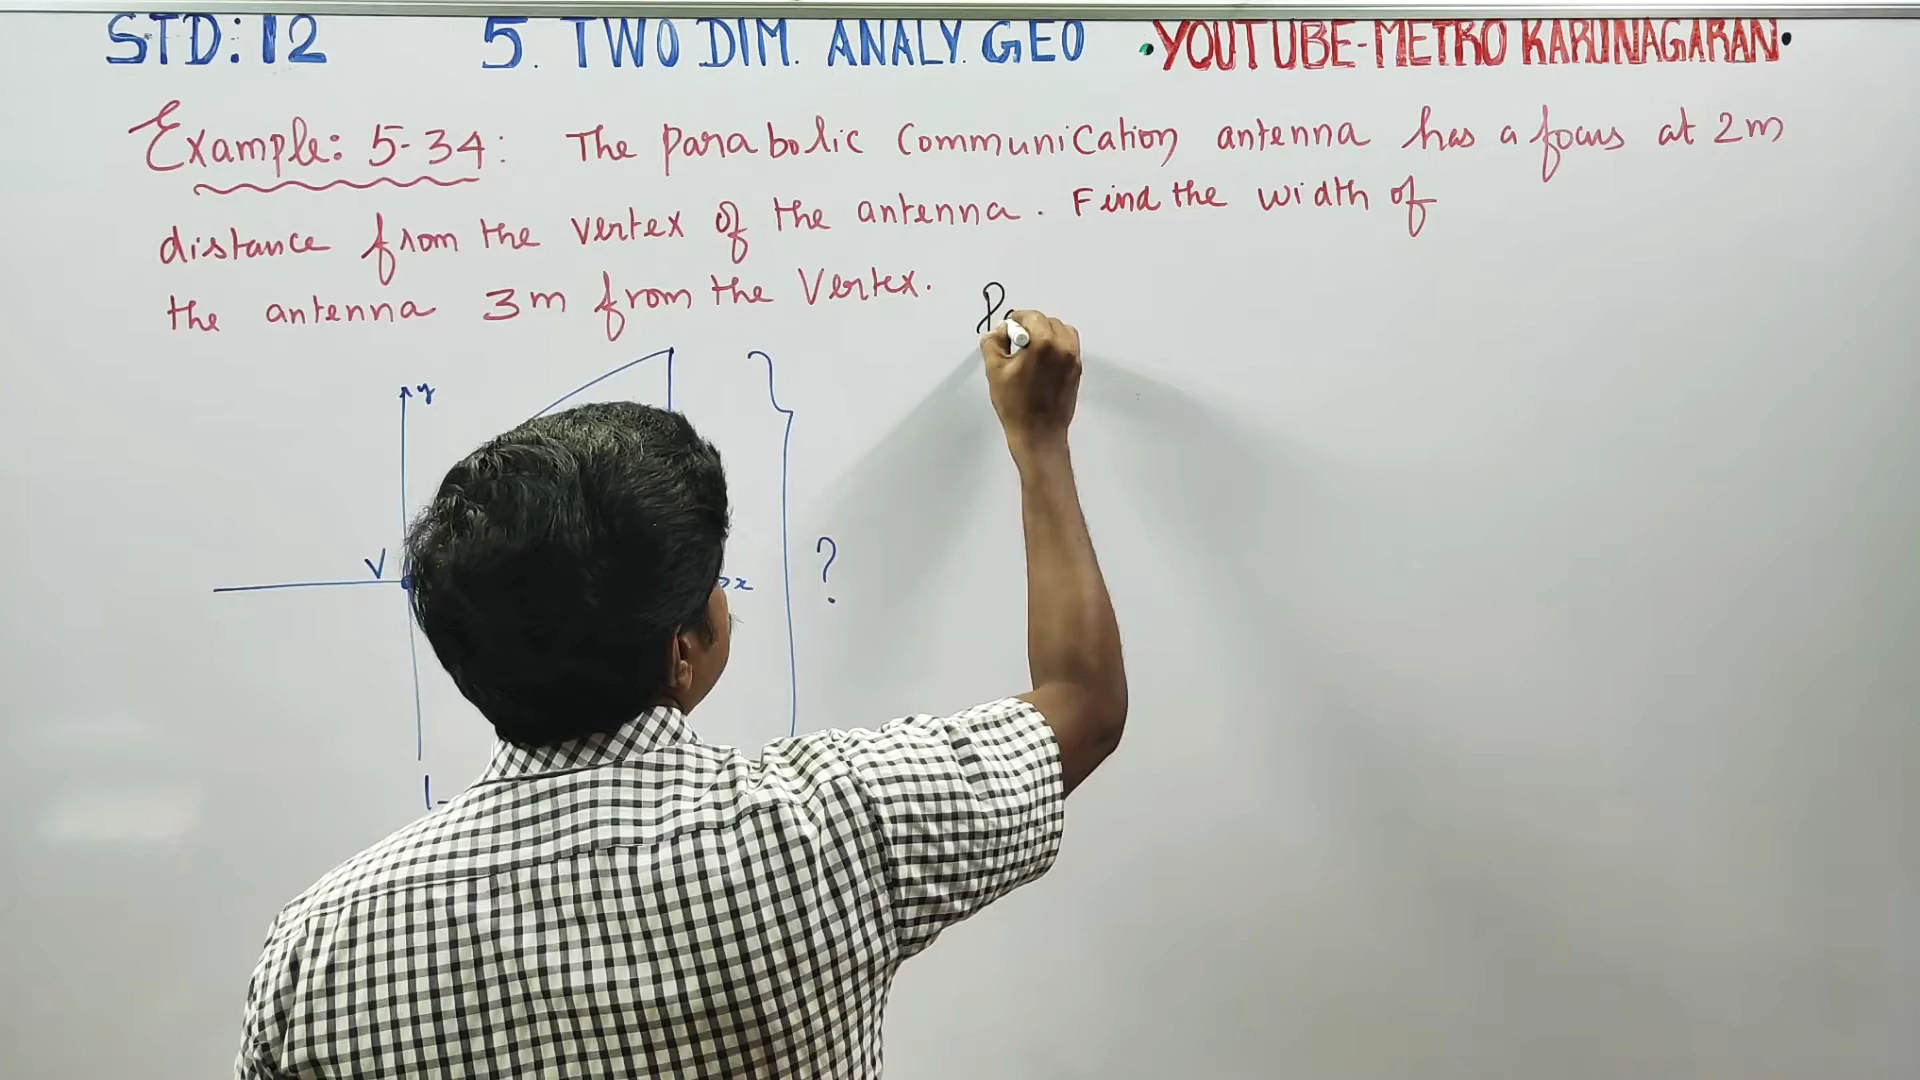 STD: 12 5. TWO DIM. ANALY. GEO •YOUTUBE-METRO KARUNAGARAN•
Example: 5-34: The parabolic communication antenna has a focus at 2m
distance from the vertex of the antenna. Find the width of
the antenna 3m from the vertex.
y
V x ?